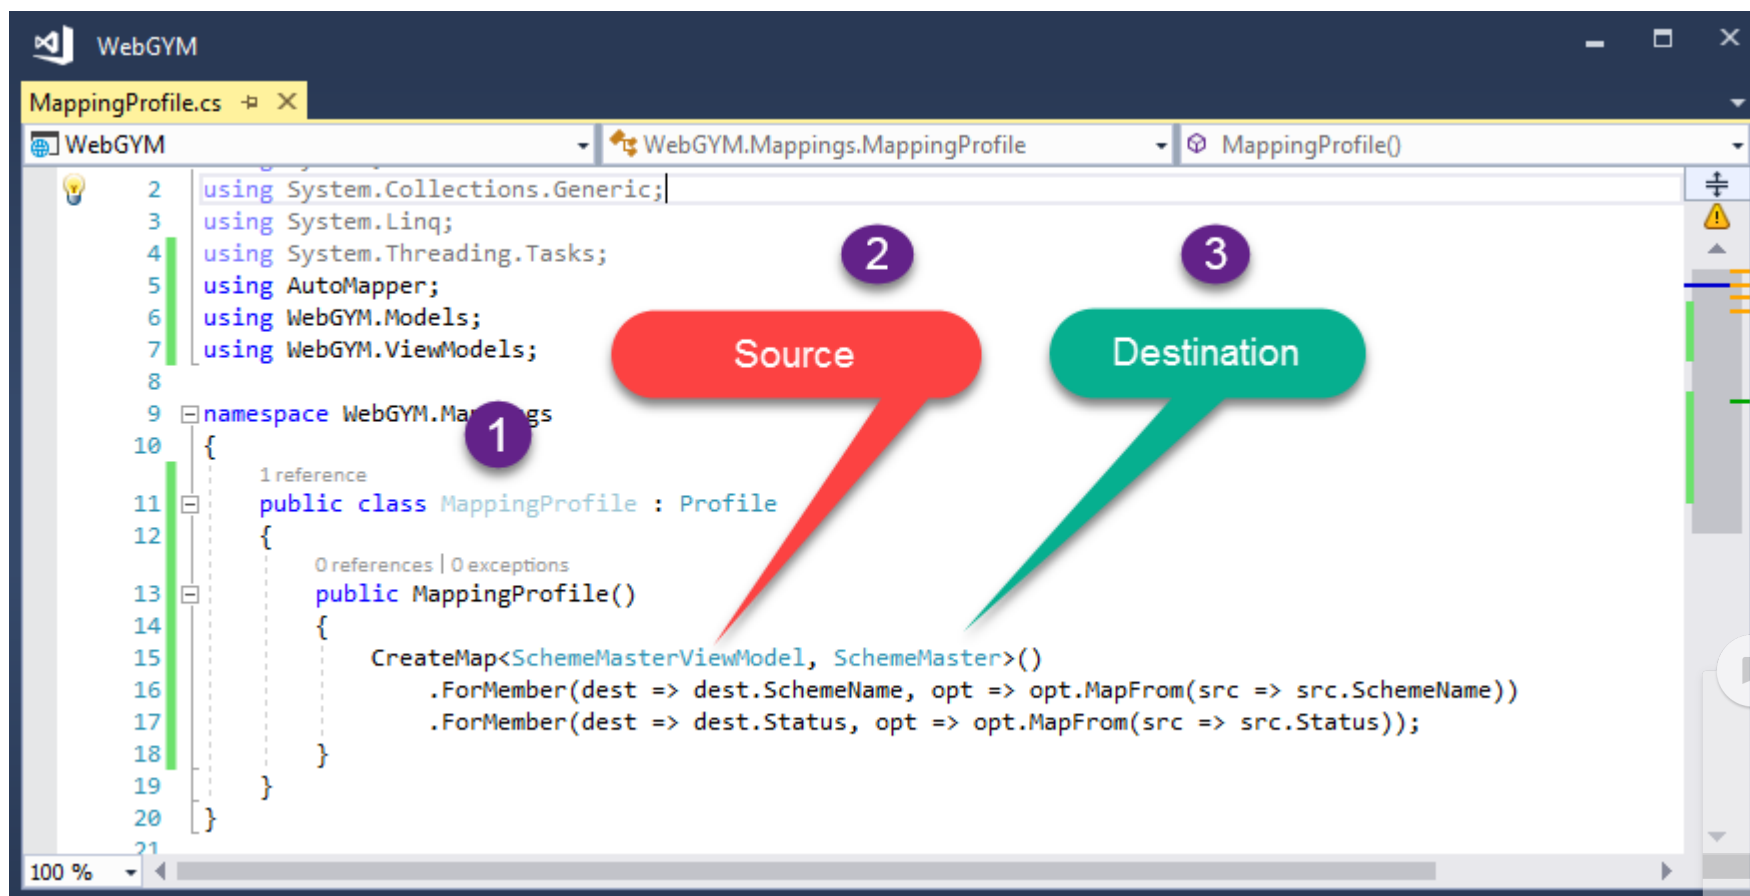 WebGYM
MappingProfile.cs
WebGYM WebGYM.Mappings.MappingProfile MappingProfile()
2 using System.Collections.Generic;
3 using System.Linq;
4 using System.Threading.Tasks;
5 using AutoMapper;
6 using WebGYM.Models;
7 using WebGYM.ViewModels;
2
3
Source
Destination
8
9 namespace WebGYM.Mappings
1
10 {
1 reference
11 public class MappingProfile : Profile
12 {
0 references | 0 exceptions
13 public MappingProfile()
14 {
15 CreateMap<SchemeMasterViewModel, SchemeMaster>()
16 .ForMember(dest => dest.SchemeName, opt => opt.MapFrom(src => src.SchemeName))
17 .ForMember(dest => dest.Status, opt => opt.MapFrom(src => src.Status));
18 }
19 }
20 }
21
100 %